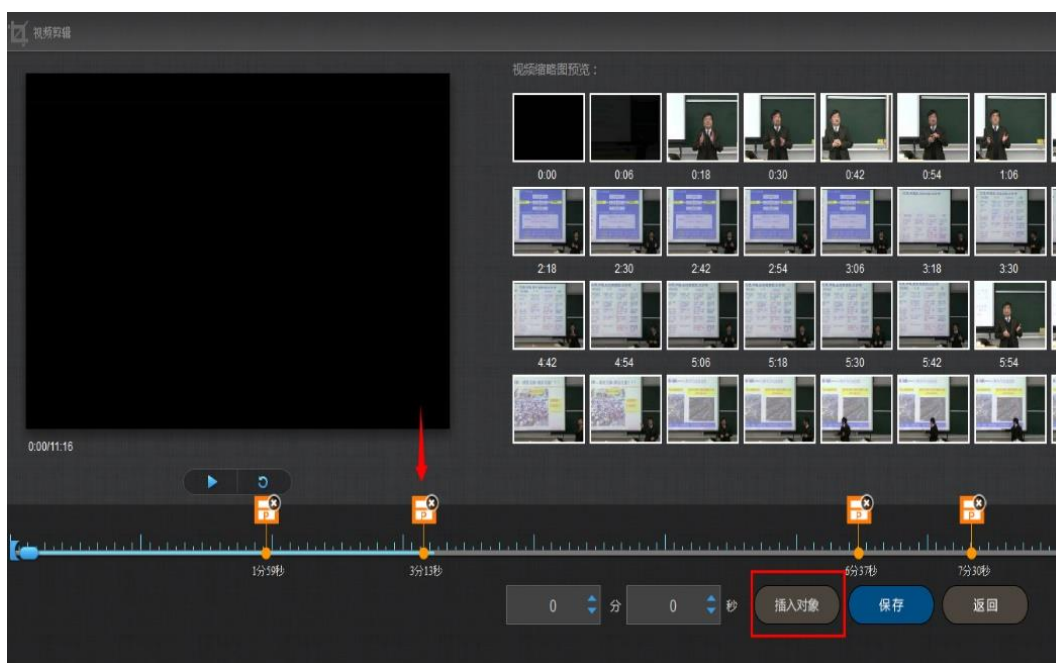 视频剪辑
视频缩略图预览：
0:00 0:06 0:18 0:30 0:42 0:54 1:06
2:18 2:30 2:42 2:54 3:06 3:18 3:30
4:42 4:54 5:06 5:18 5:30 5:42 5:54
0:00/11:16
P P P P
1分59秒 3分13秒 6分37秒 7分30秒
0 分 0 秒 插入对象 保存 返回